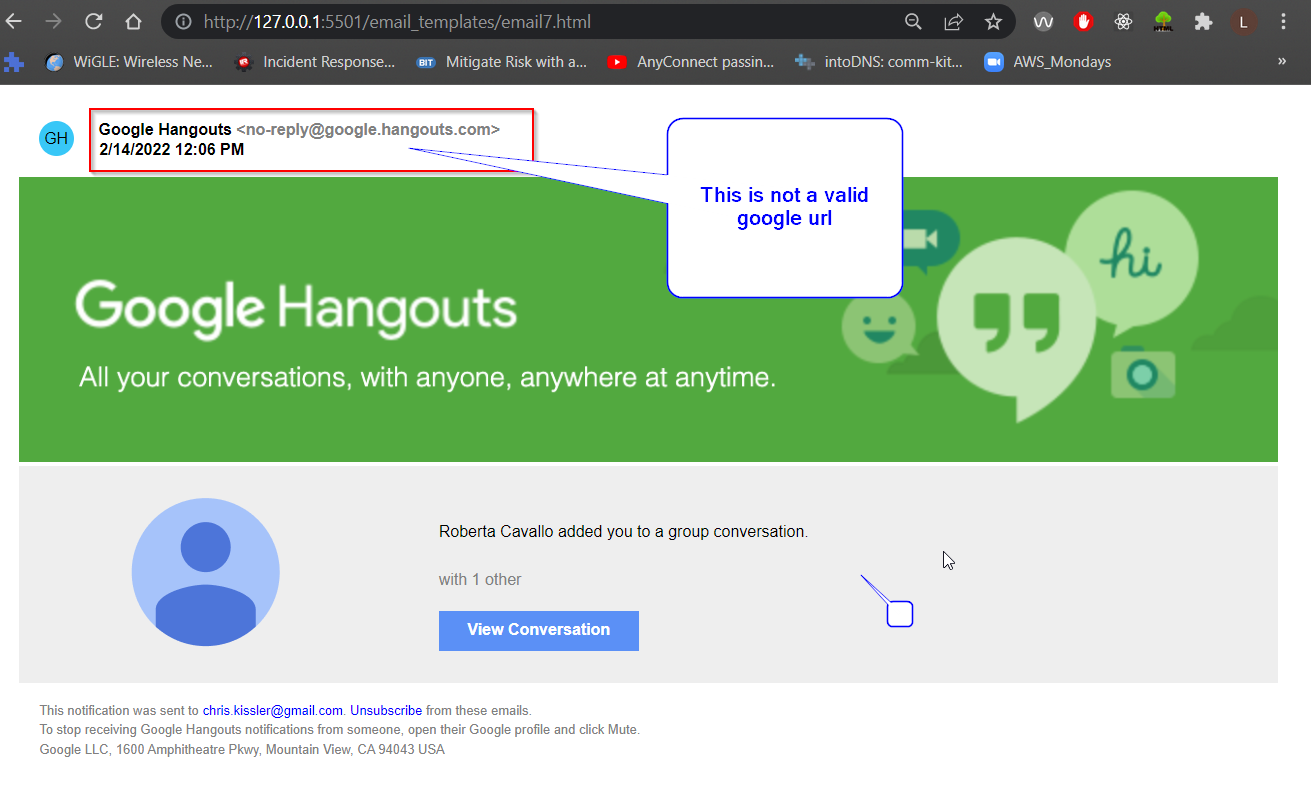 http://127.0.0.1:5501/email_templates/email7.html
L
WiGLE: Wireless Ne... Incident Response... BIT Mitigate Risk with a... AnyConnect passin... intoDNS: comm-kit... AWS_Mondays »
GH
Google Hangouts <no-reply@google.hangouts.com>
2/14/2022 12:06 PM
This is not a valid
google url
hi
Google Hangouts
All your conversations, with anyone, anywhere at anytime.
Roberta Cavallo added you to a group conversation.
with 1 other
View Conversation
This notification was sent to chris.kissler@gmail.com. Unsubscribe from these emails.
To stop receiving Google Hangouts notifications from someone, open their Google profile and click Mute.
Google LLC, 1600 Amphitheatre Pkwy, Mountain View, CA 94043 USA